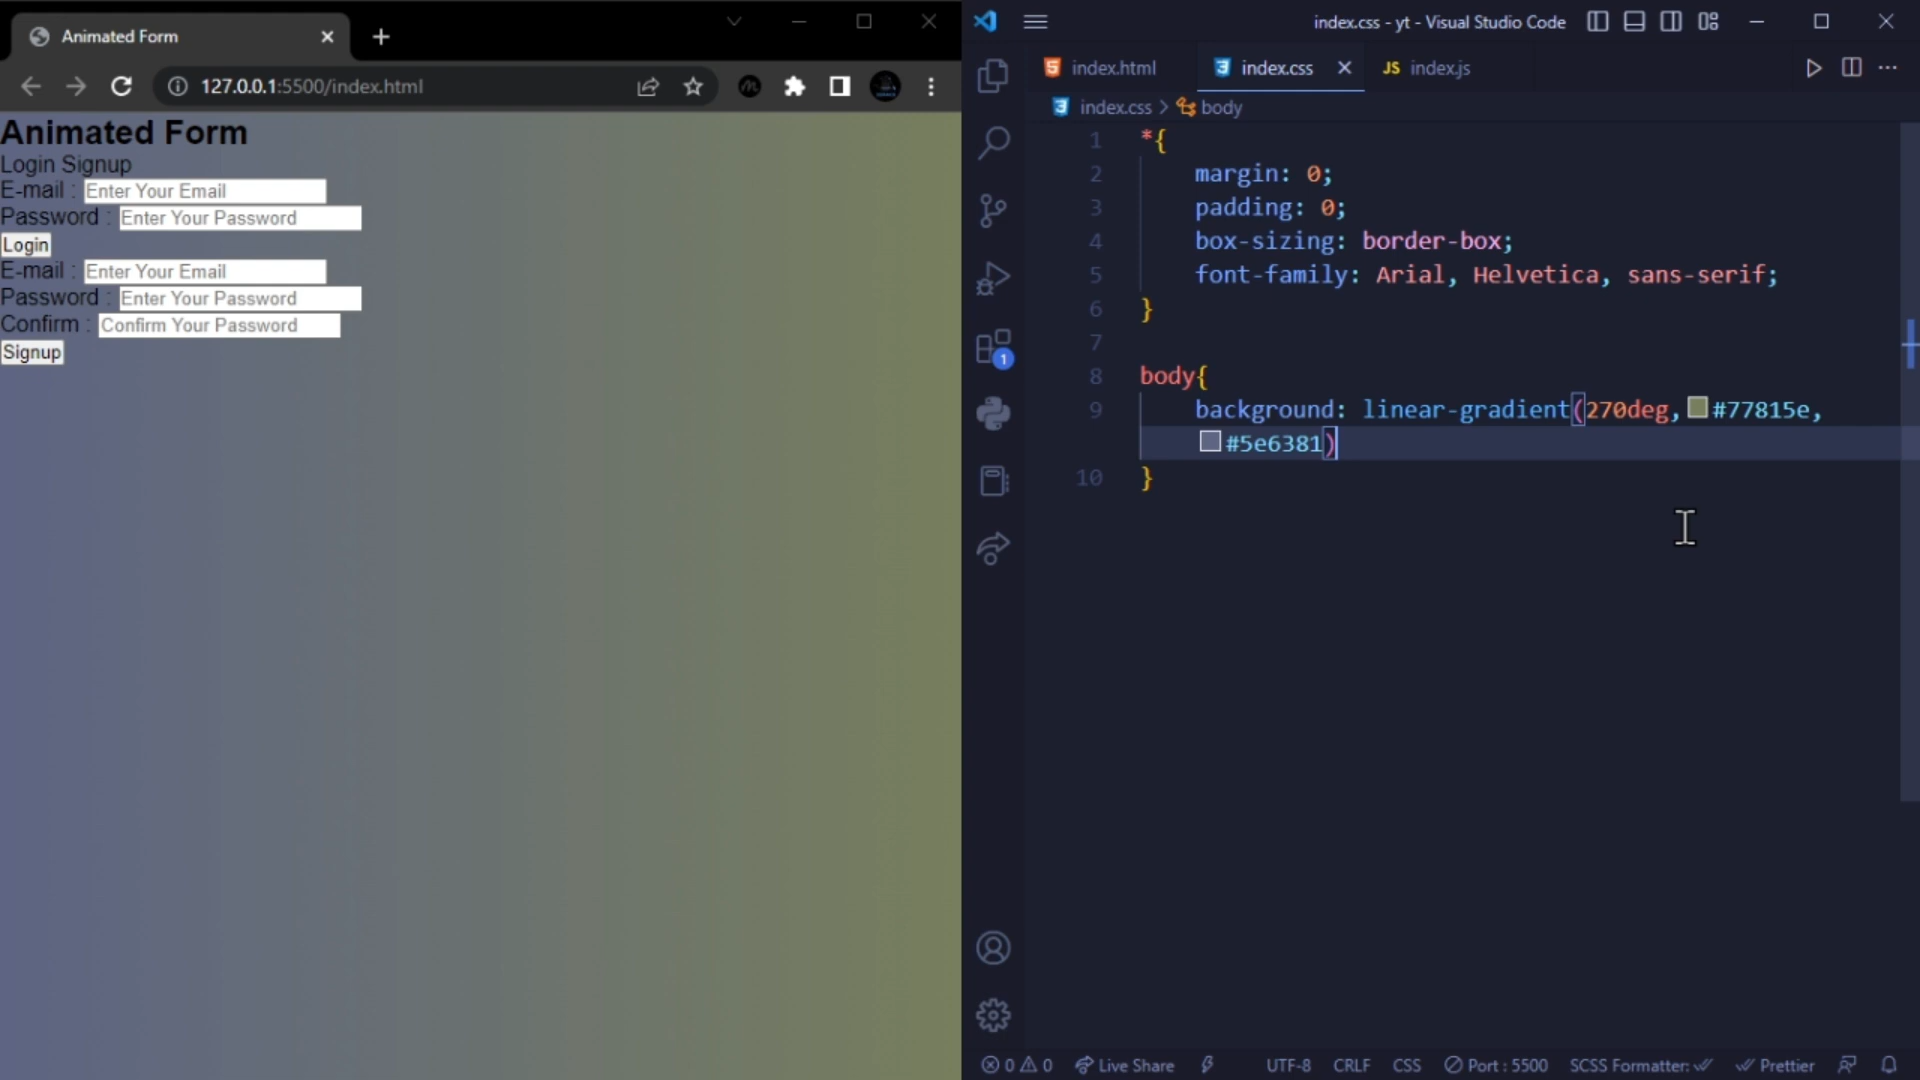 Animated Form
127.0.0.1:5500/index.html
Animated Form
Login Signup
E-mail : Enter Your Email
Password : Enter Your Password
Login
E-mail : Enter Your Email
Password : Enter Your Password
Confirm : Confirm Your Password
Signup
index.css - yt - Visual Studio Code
index.html
index.css
JS index.js
index.css > body
1 *{
2 margin: 0;
3 padding: 0;
4 box-sizing: border-box;
5 font-family: Arial, Helvetica, sans-serif;
6 }
7
8 body{
9 background: linear-gradient(270deg, #77815e,
#5e6381)
10 }
1
0 0 Live Share UTF-8 CRLF CSS Port : 5500 SCSS Formatter: Prettier